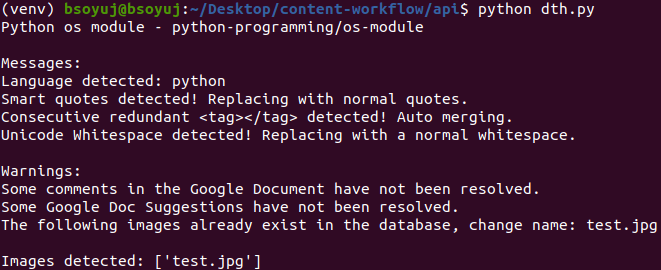 (venv) bsoyuj@bsoyuj:~/Desktop/content-workflow/api$ python dth.py
Python os module - python-programming/os-module
Messages:
Language detected: python
Smart quotes detected! Replacing with normal quotes.
Consecutive redundant <tag></tag> detected! Auto merging.
Unicode Whitespace detected! Replacing with a normal whitespace.
Warnings:
Some comments in the Google Document have not been resolved.
Some Google Doc Suggestions have not been resolved.
The following images already exist in the database, change name: test.jpg
Images detected: ['test.jpg']